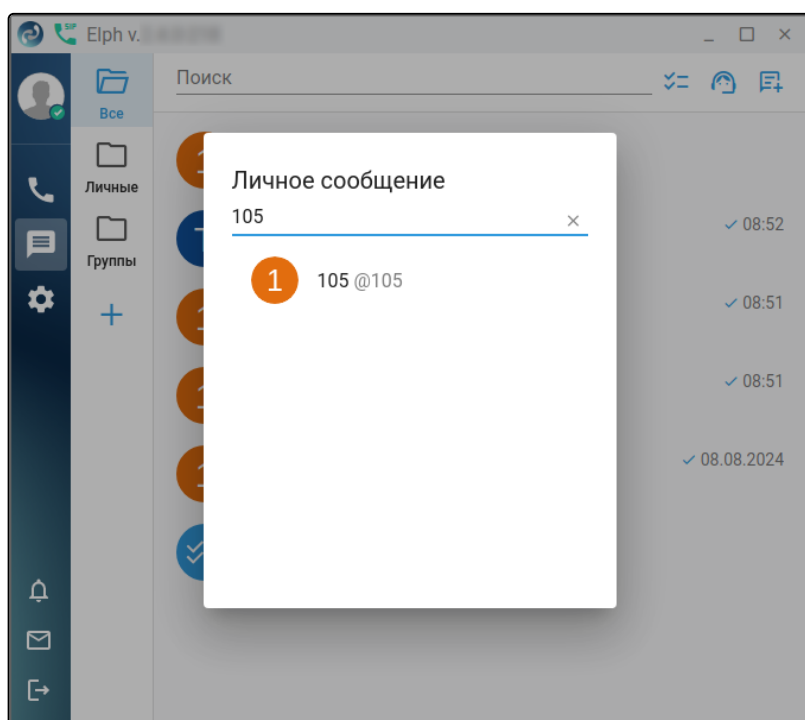 SIP
Elph v.
Поиск
Все
Личные
Группы
Личное сообщение
105
1
105 @105
08:52
08:51
08:51
08.08.2024